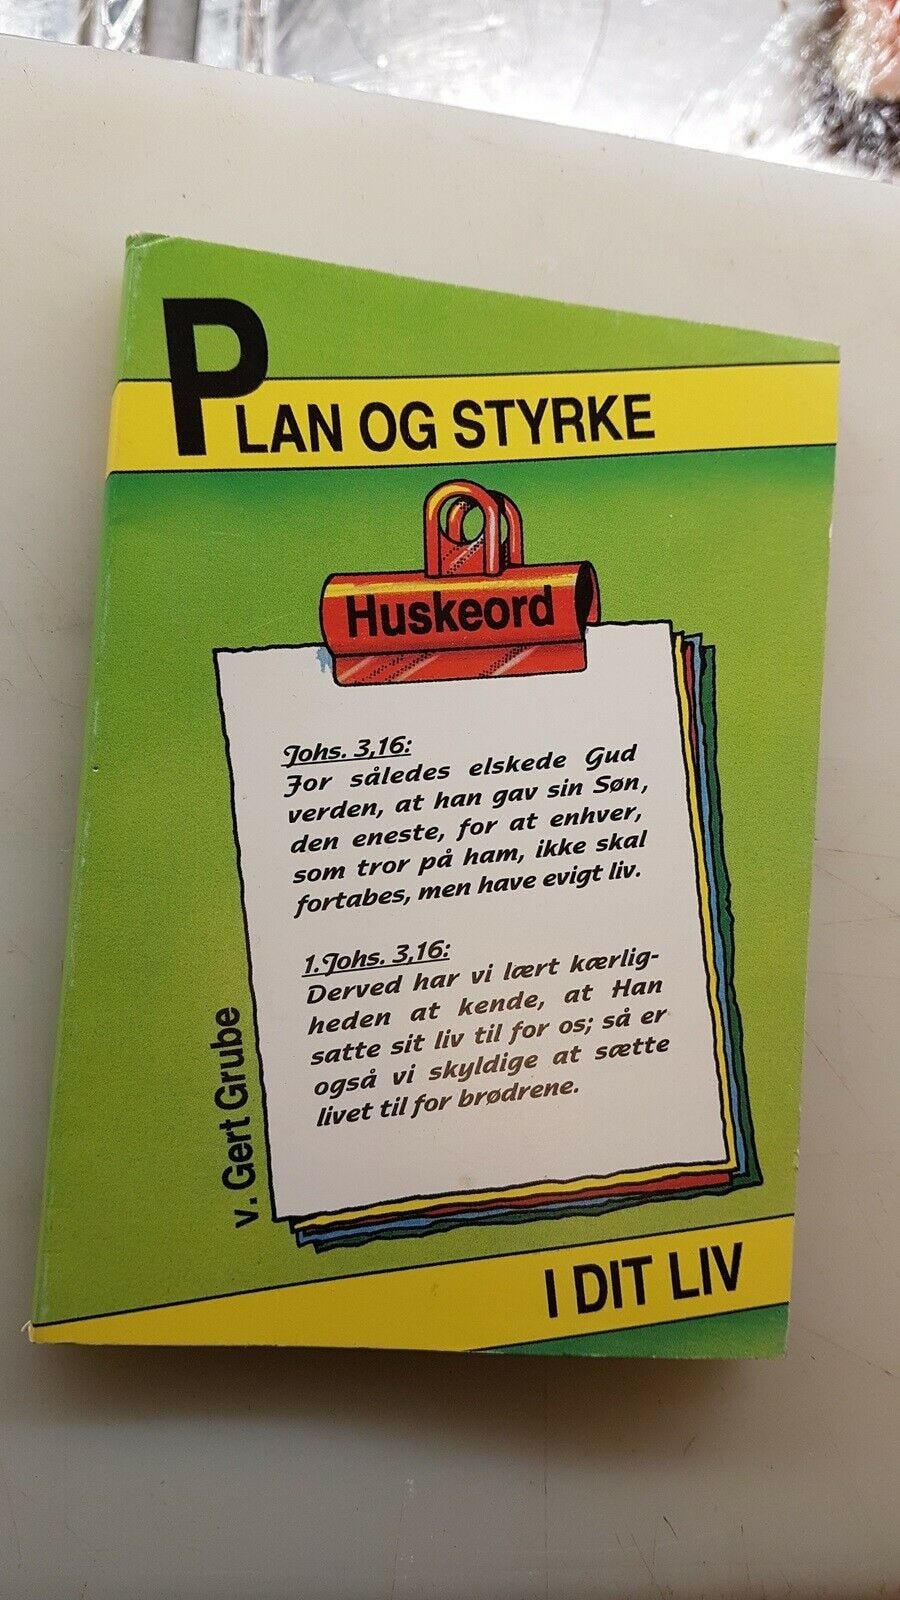 PLAN OG STYRKE
Huskeord
Johs. 3,16:
For således elskede Gud
verden, at han gav sin Søn,
den eneste, for at enhver,
som tror på ham, ikke skal
fortabes, men have evigt liv.
1. Johs. 3,16:
Derved har vi lært kærlig-
heden at kende, at Han
satte sit liv til for os; så er
også vi skyldige at sætte
livet til for brødrene.
v. Gert Grube
I DIT LIV